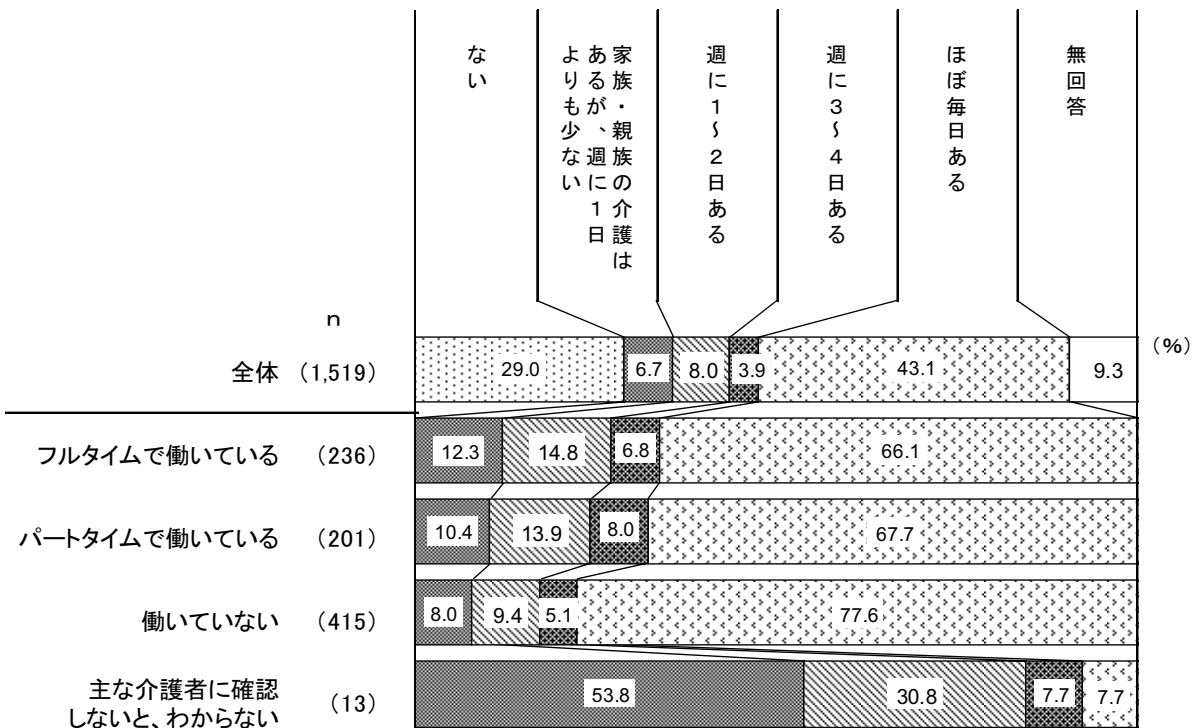 ない
家族・親族の介護は
あるが、週に１日
よりも少ない
週に１～２日ある
週に３～４日ある
ほぼ毎日ある
無回答
n
(%)
全体 (1,519) 29.0 6.7 8.0 3.9 43.1 9.3
フルタイムで働いている (236) 12.3 14.8 6.8 66.1
パートタイムで働いている (201) 10.4 13.9 8.0 67.7
働いていない (415) 8.0 9.4 5.1 77.6
主な介護者に確認
しないと、わからない (13) 53.8 30.8 7.7 7.7